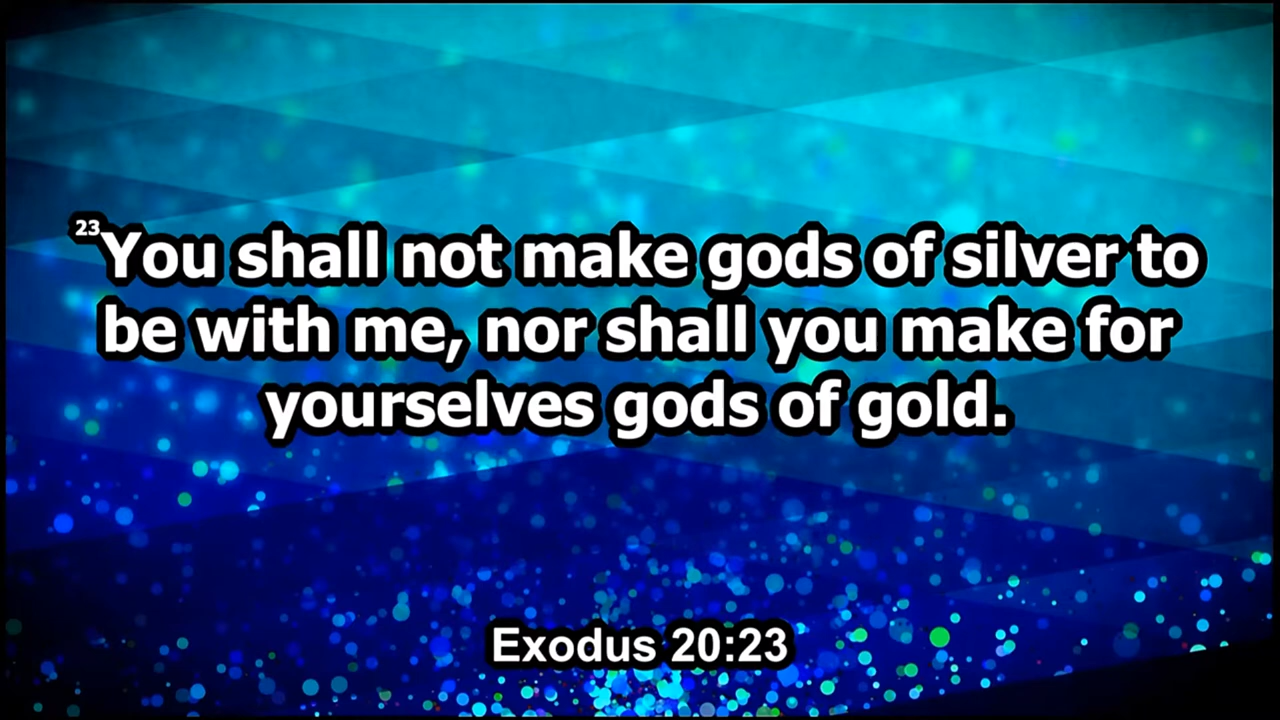 23You shall not make gods of silver to
be with me, nor shall you make for
yourselves gods of gold.
Exodus 20:23